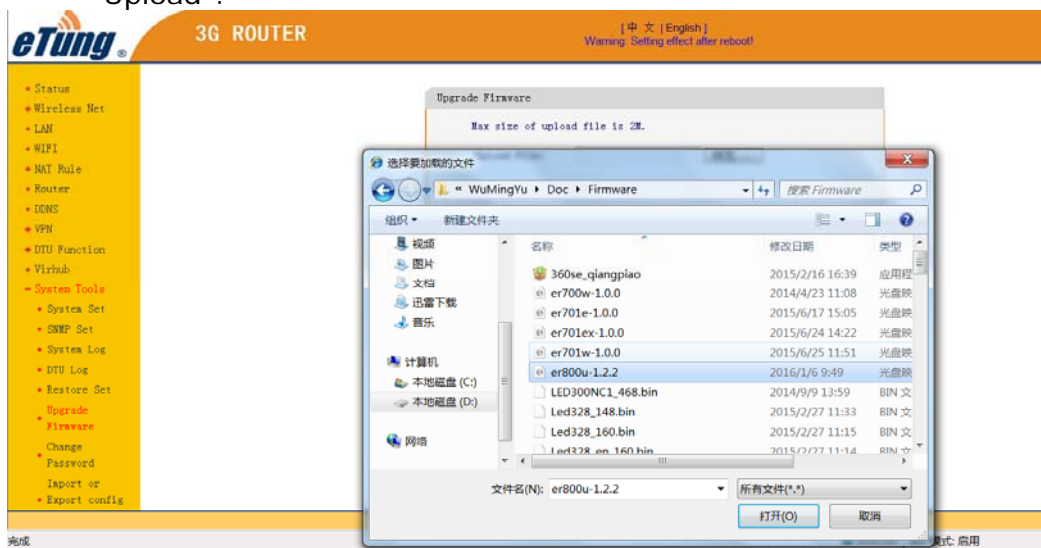 Upload".
eTung®
3G ROUTER
[ 中 文 | English ]
Warning: Setting effect after reboot!
Status
Wireless Net
LAN
WIFI
NAT Rule
Router
DDNS
VPN
DTU Function
Virhub
System Tools
System Set
SNMP Set
System Log
DTU Log
Restore Set
Upgrade
Firmware
Change
Password
Import or
Export config
Upgrade Firmware
Max size of upload file is 2M.
选择要加载的文件
« WuMingYu ▸ Doc ▸ Firmware
搜索 Firmware
组织 新建文件夹
视频
图片
文档
迅雷下载
音乐
计算机
本地磁盘 (C:)
本地磁盘 (D:)
网络
名称 修改日期 类型
360se_qiangpiao 2015/2/16 16:39 应用程
er700w-1.0.0 2014/4/23 11:08 光盘映
er701e-1.0.0 2015/6/17 15:05 光盘映
er701ex-1.0.0 2015/6/24 14:22 光盘映
er701w-1.0.0 2015/6/25 11:51 光盘映
er800u-1.2.2 2016/1/6 9:49 光盘映
LED300NC1_468.bin 2014/9/9 13:59 BIN 文
Led328_148.bin 2015/2/27 11:33 BIN 文
Led328_160.bin 2015/2/27 11:15 BIN 文
Led328_en_160.bin 2015/2/27 11:14 BIN 文
文件名(N): er800u-1.2.2
所有文件(*.*)
打开(O) 取消
完成
模式: 启用